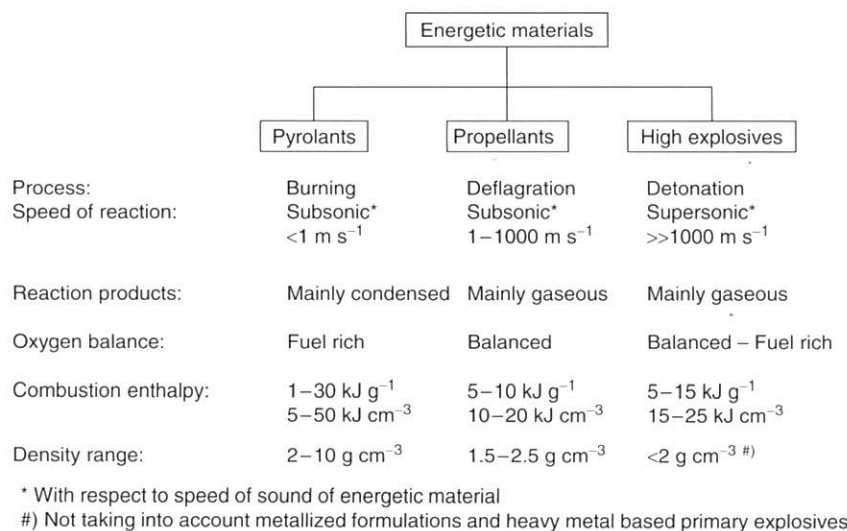 Energetic materials
Pyrolants Propellants High explosives
Process: Burning Deflagration Detonation
Speed of reaction: Subsonic* Subsonic* Supersonic*
<1 m s⁻¹ 1–1000 m s⁻¹ >>1000 m s⁻¹
Reaction products: Mainly condensed Mainly gaseous Mainly gaseous
Oxygen balance: Fuel rich Balanced Balanced – Fuel rich
Combustion enthalpy: 1–30 kJ g⁻¹ 5–10 kJ g⁻¹ 5–15 kJ g⁻¹
5–50 kJ cm⁻³ 10–20 kJ cm⁻³ 15–25 kJ cm⁻³
Density range: 2–10 g cm⁻³ 1.5–2.5 g cm⁻³ <2 g cm⁻³ #)
* With respect to speed of sound of energetic material
#) Not taking into account metallized formulations and heavy metal based primary explosives